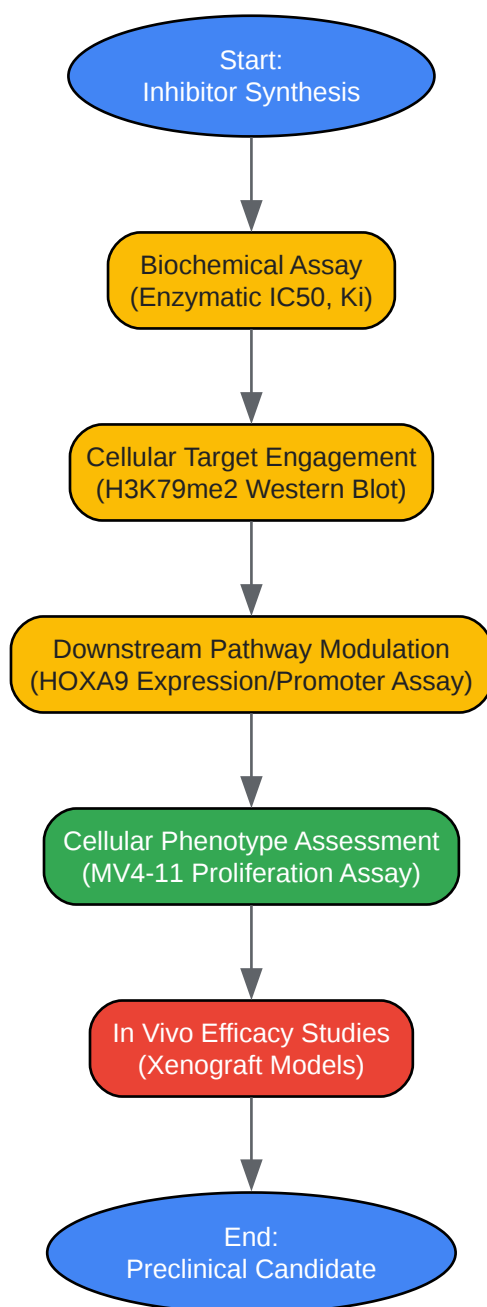 Start:
Inhibitor Synthesis
Biochemical Assay
(Enzymatic IC50, Ki)
Cellular Target Engagement
(H3K79me2 Western Blot)
Downstream Pathway Modulation
(HOXA9 Expression/Promoter Assay)
Cellular Phenotype Assessment
(MV4-11 Proliferation Assay)
In Vivo Efficacy Studies
(Xenograft Models)
End:
Preclinical Candidate